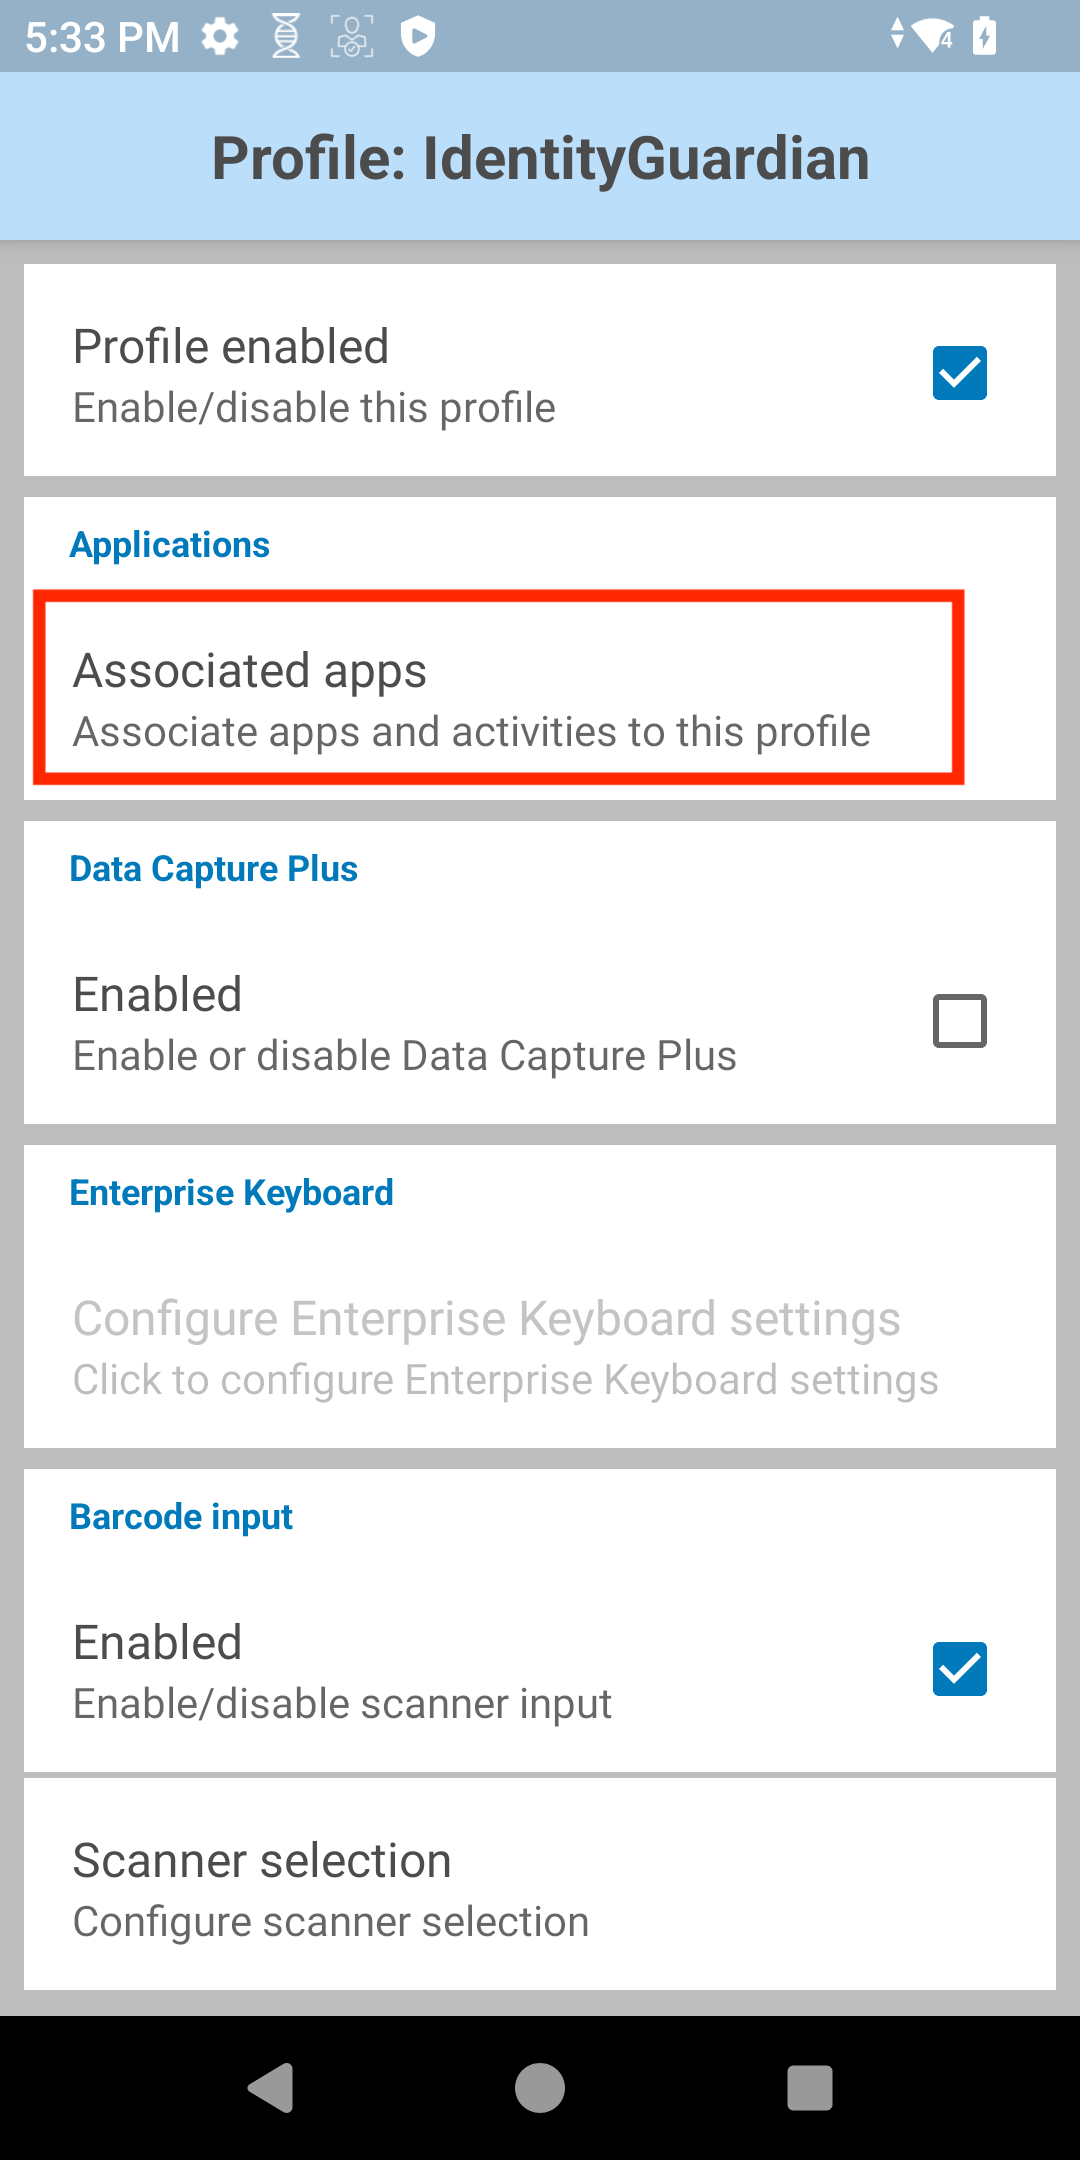 5:33 PM
4
Profile: IdentityGuardian
Profile enabled
Enable/disable this profile
Applications
Associated apps
Associate apps and activities to this profile
Data Capture Plus
Enabled
Enable or disable Data Capture Plus
Enterprise Keyboard
Configure Enterprise Keyboard settings
Click to configure Enterprise Keyboard settings
Barcode input
Enabled
Enable/disable scanner input
Scanner selection
Configure scanner selection